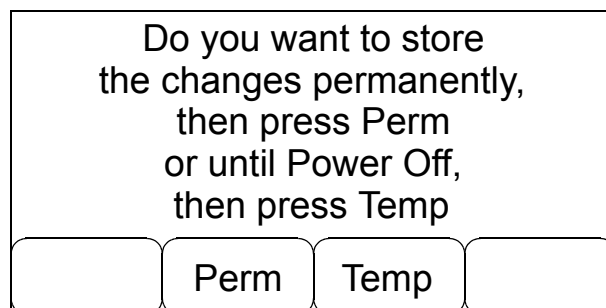 Do you want to store
the changes permanently,
then press Perm
or until Power Off,
then press Temp
Perm Temp